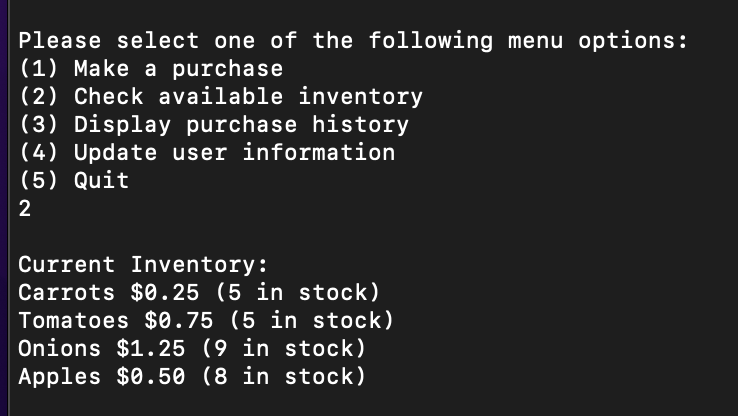 Please select one of the following menu options:
(1) Make a purchase
(2) Check available inventory
(3) Display purchase history
(4) Update user information
(5) Quit
2
Current Inventory:
Carrots $0.25 (5 in stock)
Tomatoes $0.75 (5 in stock)
Onions $1.25 (9 in stock)
Apples $0.50 (8 in stock)